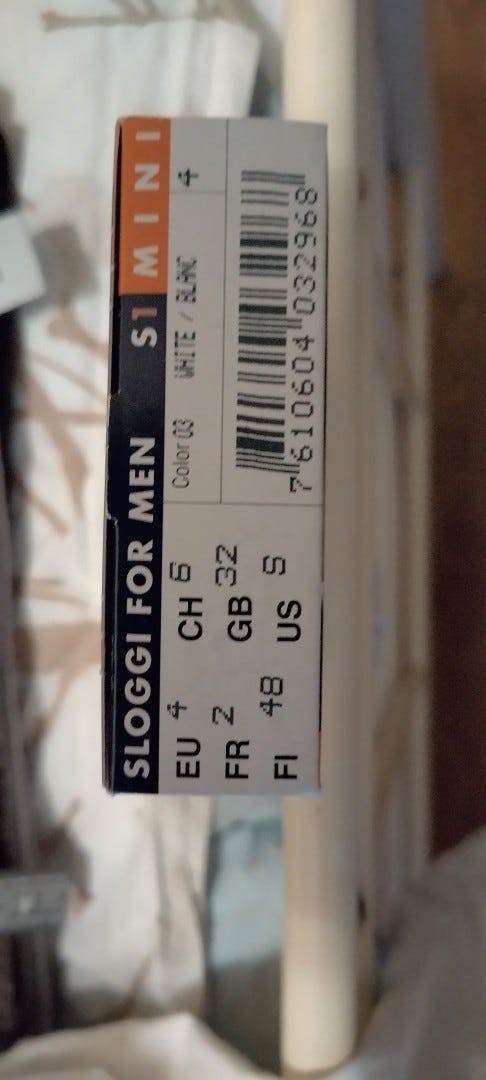 SLOGGI FOR MEN S1 MINI
EU 4 CH 6
FR 2 GB 32
FI 48 US S
Color 03 WHITE / BLANC 4
7 610604 032968